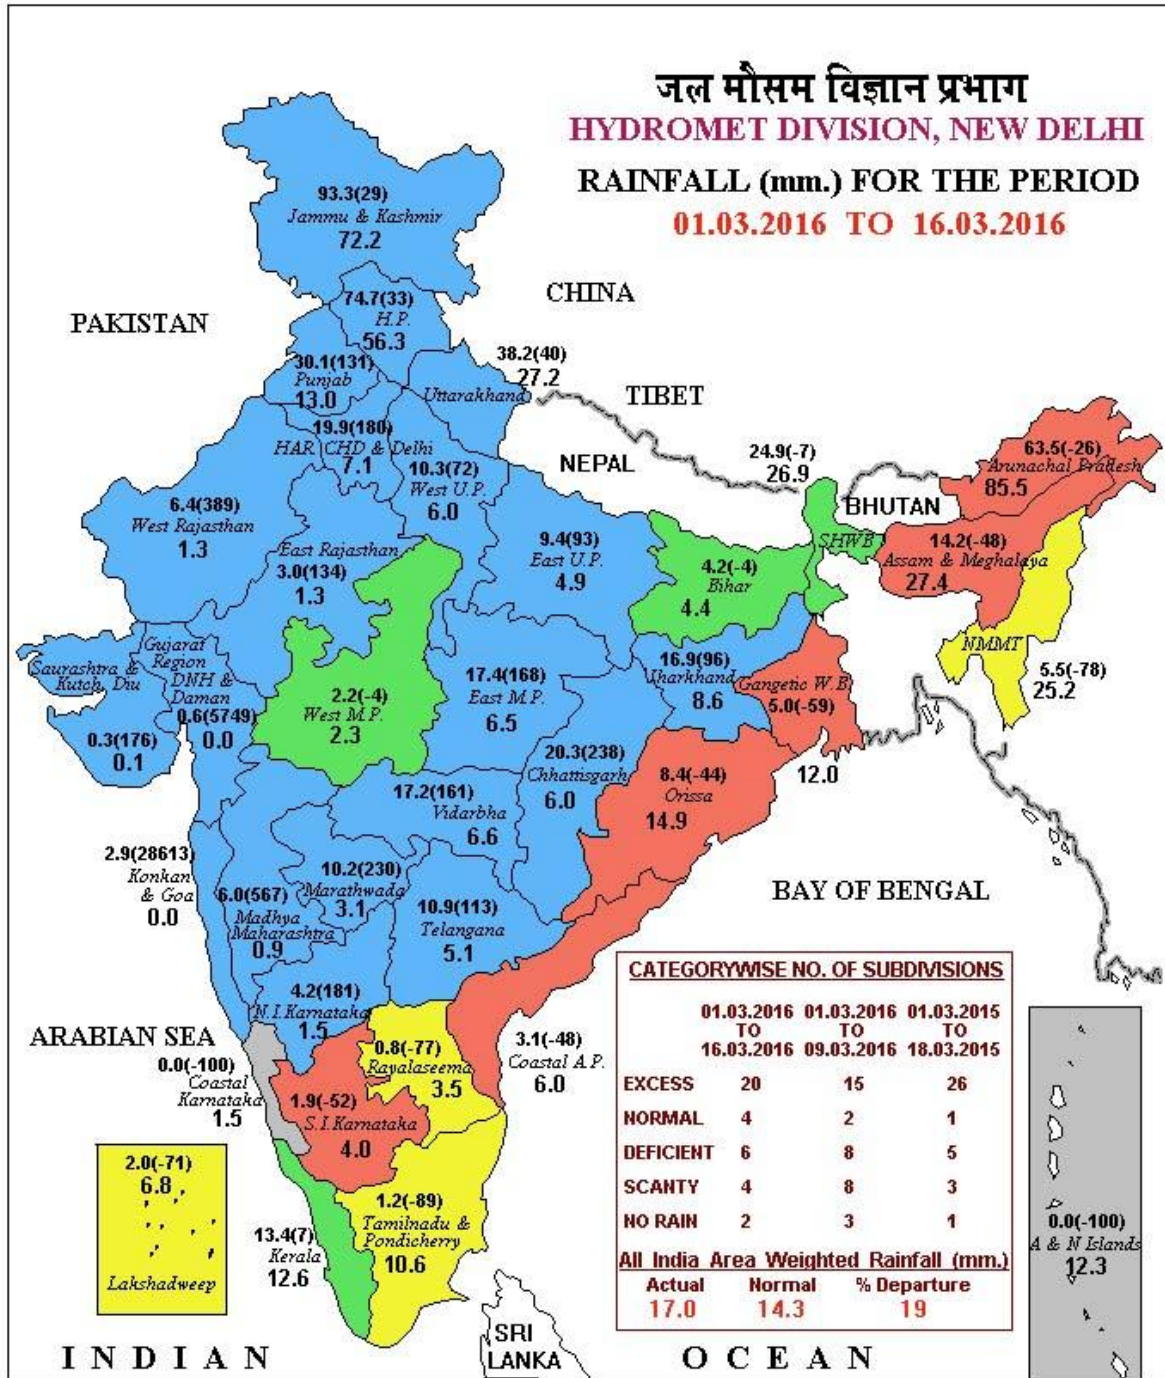 जल मौसम विज्ञान प्रभाग
HYDROMET DIVISION, NEW DELHI
RAINFALL (mm.) FOR THE PERIOD
01.03.2016 TO 16.03.2016
93.3(29)
Jammu & Kashmir
72.2
74.7(33)
H.P.
56.3
CHINA
PAKISTAN
30.1(131)
Punjab
13.0
38.2(40)
27.2
Uttarakhand
TIBET
19.9(180)
HAR CHD & Delhi
7.1
10.3(72)
West U.P.
6.0
NEPAL
24.9(-7)
26.9
SHWB
BHUTAN
63.5(-26)
Arunachal Pradesh
85.5
6.4(389)
West Rajasthan
1.3
East Rajasthan
3.0(134)
1.3
9.4(93)
East U.P.
4.9
4.2(-4)
Bihar
4.4
14.2(-48)
Assam & Meghalaya
27.4
NMMT
5.5(-78)
25.2
Saurashtra &
Kutch, Diu
0.3(176)
0.1
Gujarat
Region
DNH &
Daman
0.6(5749)
0.0
2.2(-4)
West M.P.
2.3
17.4(168)
East M.P.
6.5
16.9(96)
Jharkhand
8.6
Gangetic W.B
5.0(-59)
12.0
20.3(238)
Chhattisgarh
6.0
8.4(-44)
Orissa
14.9
17.2(161)
Vidarbha
6.6
2.9(28613)
Konkan
& Goa
0.0
6.0(567)
Madhya
Maharashtra
0.9
10.2(230)
Marathwada
3.1
10.9(113)
Telangana
5.1
BAY OF BENGAL
4.2(181)
N.I.Karnataka
1.5
ARABIAN SEA
0.0(-100)
Coastal
Karnataka
1.5
0.8(-77)
Rayalaseema
3.5
3.1(-48)
Coastal A.P.
6.0
1.9(-52)
S.I.Karnataka
4.0
2.0(-71)
6.8
Lakshadweep
13.4(7)
Kerala
12.6
1.2(-89)
Tamilnadu &
Pondicherry
10.6
CATEGORYWISE NO. OF SUBDIVISIONS
01.03.2016 01.03.2016 01.03.2015
TO TO TO
16.03.2016 09.03.2016 18.03.2015
EXCESS 20 15 26
NORMAL 4 2 1
DEFICIENT 6 8 5
SCANTY 4 8 3
NO RAIN 2 3 1
All India Area Weighted Rainfall (mm.)
Actual Normal % Departure
17.0 14.3 19
0.0(-100)
A & N Islands
12.3
SRI
LANKA
INDIAN OCEAN